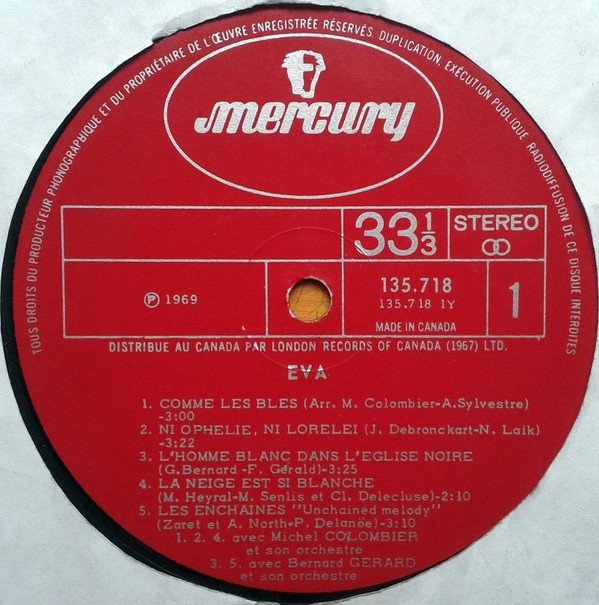 TOUS DROITS DU PRODUCTEUR PHONOGRAPHIQUE ET DU PROPRIÉTAIRE DE L'ŒUVRE ENREGISTRÉE RÉSERVÉS. DUPLICATION, EXÉCUTION PUBLIQUE RADIODIFFUSION DE CE DISQUE INTERDITES
mercury
33 1/3
STEREO
℗ 1969
135.718
135.718 1Y
MADE IN CANADA
1
DISTRIBUE AU CANADA PAR LONDON RECORDS OF CANADA (1967) LTD.
EVA
1. COMME LES BLES (Arr. M. Colombier-A.Sylvestre)
-3:00
2. NI OPHELIE, NI LORELEI (J. Debronckart-N. Laik)
-3:22
3. L'HOMME BLANC DANS L'EGLISE NOIRE
(G.Bernard -F. Gérald)-3:25
4. LA NEIGE EST SI BLANCHE
(M. Heyral-M. Senlis et Cl. Delecluse)-2:10
5. LES ENCHAINES "Unchained melody"
(Zaret et A. North-P. Delanöe)-3:10
1. 2. 4. avec Michel COLOMBIER
et son orchestre
3. 5. avec Bernard GERARD
et son orchestre